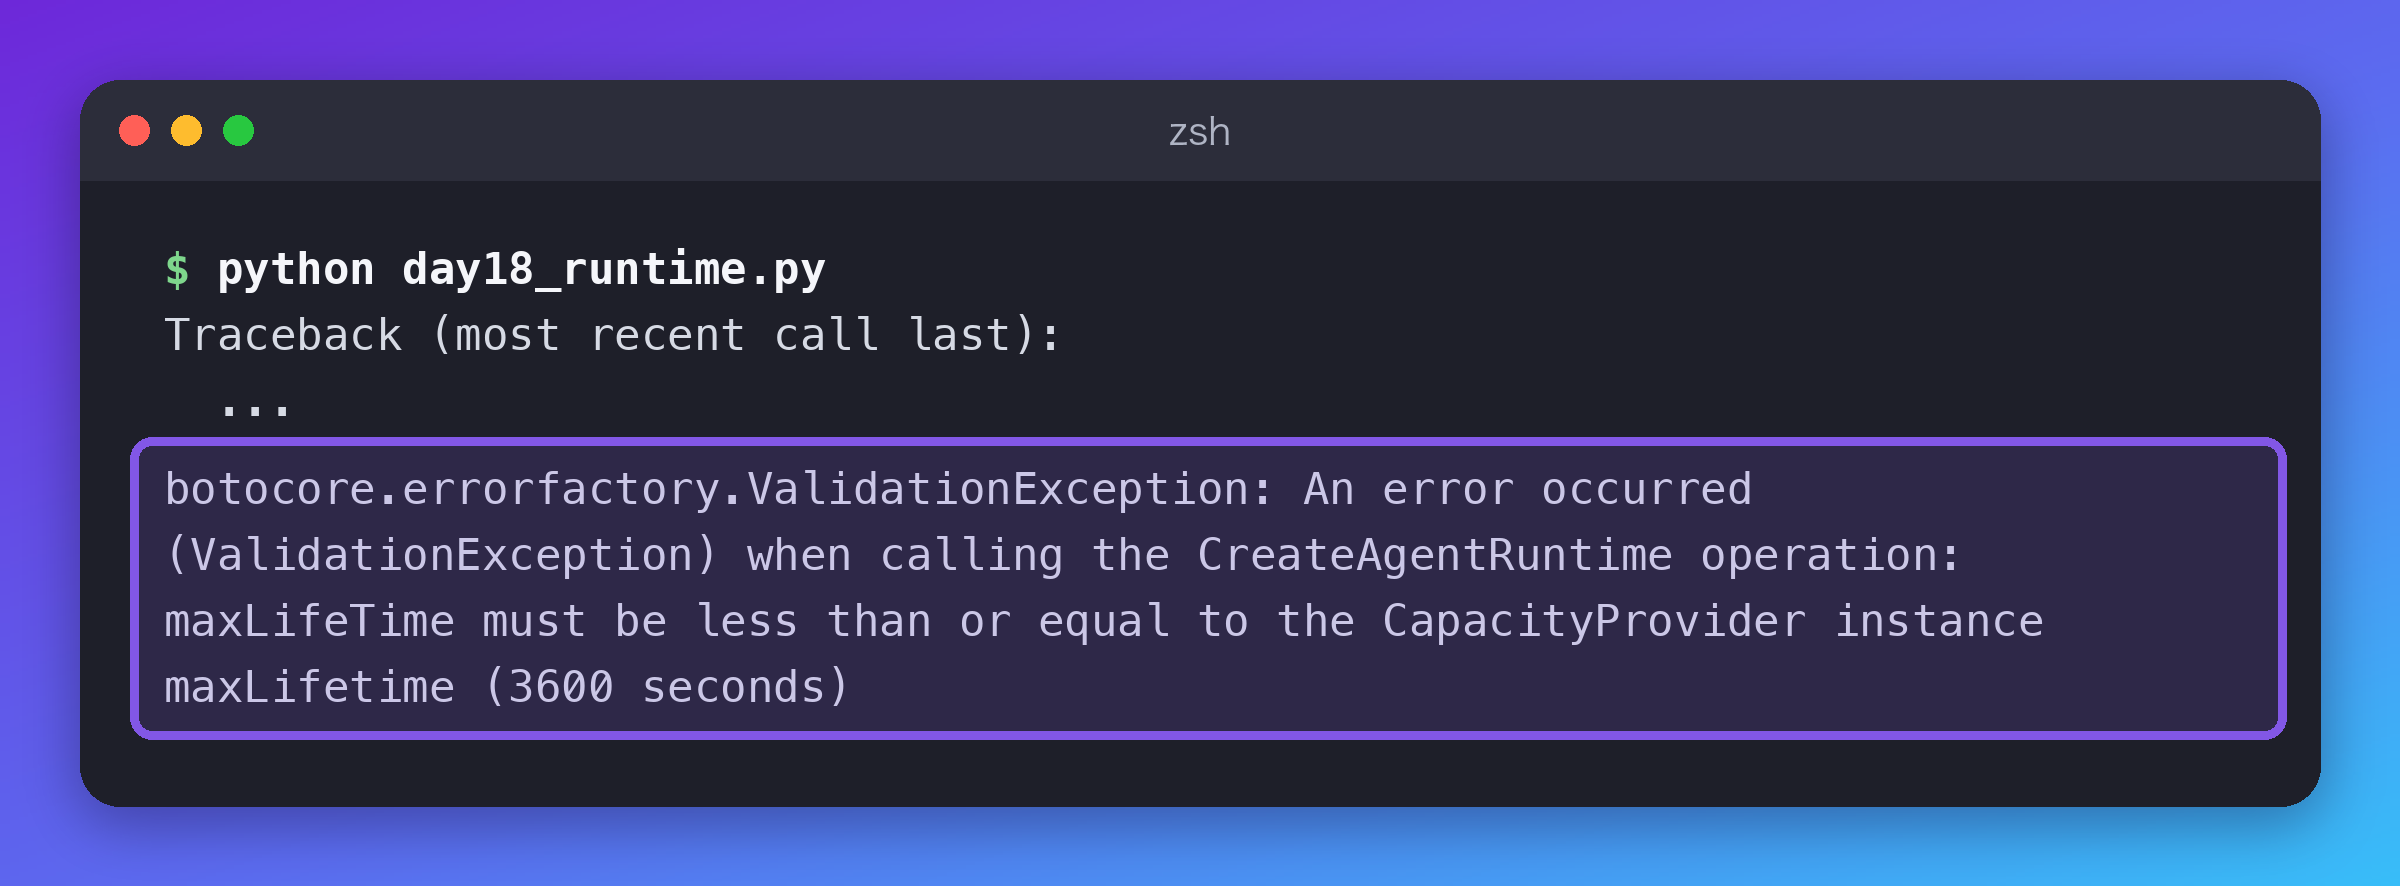 zsh
$ python day18_runtime.py
Traceback (most recent call last):
  ...
botocore.errorfactory.ValidationException: An error occurred
(ValidationException) when calling the CreateAgentRuntime operation:
maxLifeTime must be less than or equal to the CapacityProvider instance
maxLifetime (3600 seconds)